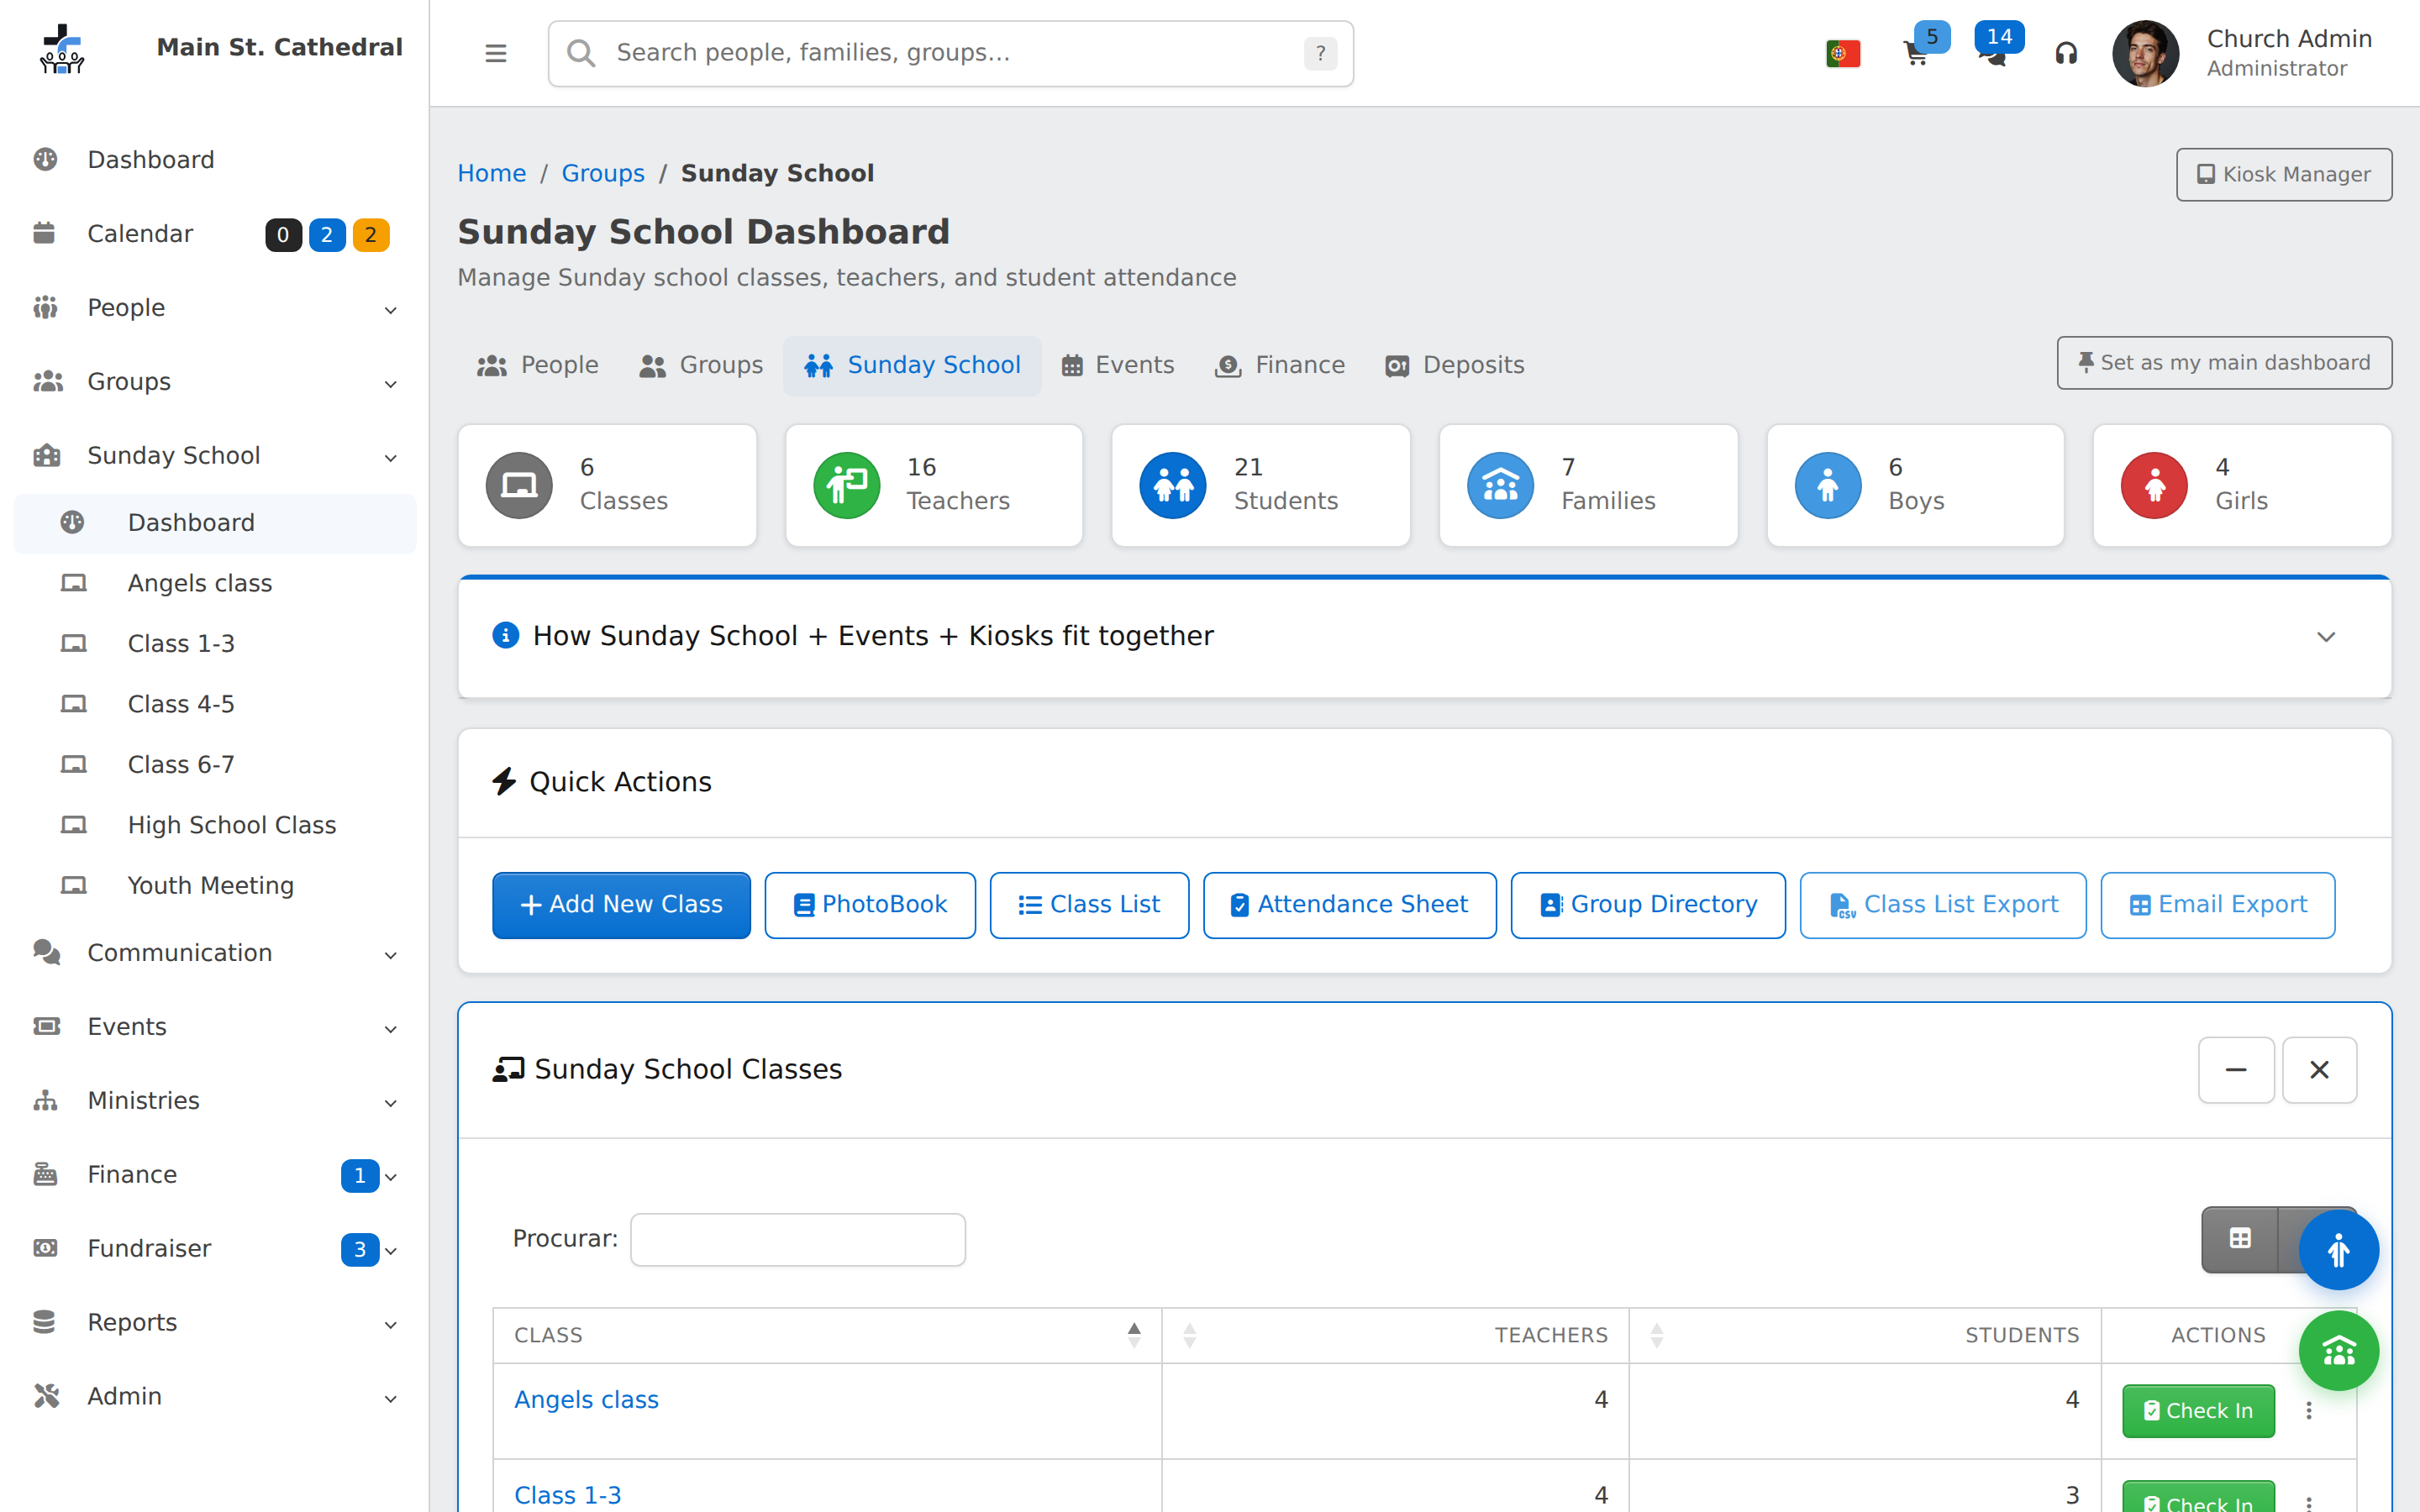 Main St. Cathedral
Search people, families, groups... ?
5
14
Church Admin
Administrator
Dashboard
Calendar 0 2 2
People
Groups
Sunday School
Dashboard
Angels class
Class 1-3
Class 4-5
Class 6-7
High School Class
Youth Meeting
Communication
Events
Ministries
Finance 1
Fundraiser 3
Reports
Admin
Home / Groups / Sunday School
Kiosk Manager
Sunday School Dashboard
Manage Sunday school classes, teachers, and student attendance
People Groups Sunday School Events Finance Deposits
Set as my main dashboard
6
Classes
16
Teachers
21
Students
7
Families
6
Boys
4
Girls
How Sunday School + Events + Kiosks fit together
Quick Actions
Add New Class PhotoBook Class List Attendance Sheet Group Directory Class List Export Email Export
Sunday School Classes
Procurar:
CLASS TEACHERS STUDENTS ACTIONS
Angels class 4 4 Check In
Class 1-3 4 3 Check In